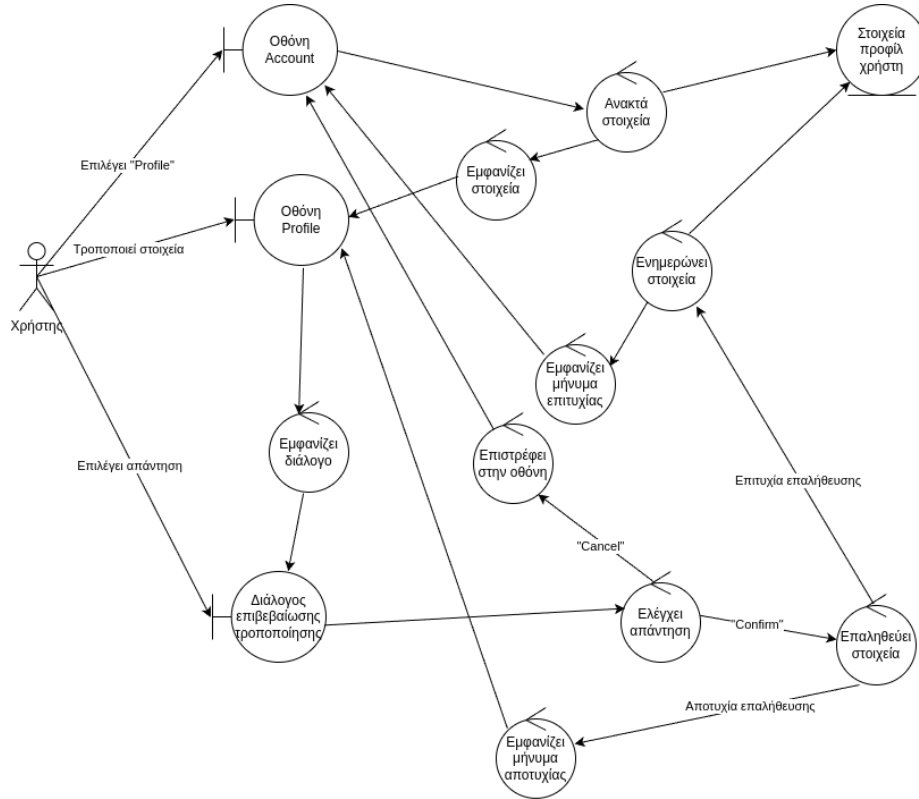 Οθόνη
Account
Στοιχεία
προφίλ
χρήστη
Ανακτά
στοιχεία
Επιλέγει "Profile"
Εμφανίζει
στοιχεία
Οθόνη
Profile
Τροποποιεί στοιχεία
Ενημερώνει
στοιχεία
Χρήστης
Εμφανίζει
μήνυμα
επιτυχίας
Εμφανίζει
διάλογο
Επιστρέφει
στην οθόνη
Επιλέγει απάντηση
Επιτυχία επαλήθευσης
"Cancel"
Διάλογος
επιβεβαίωσης
τροποποίησης
Ελέγχει
απάντηση
"Confirm"
Επαληθεύει
στοιχεία
Αποτυχία επαλήθευσης
Εμφανίζει
μήνυμα
αποτυχίας